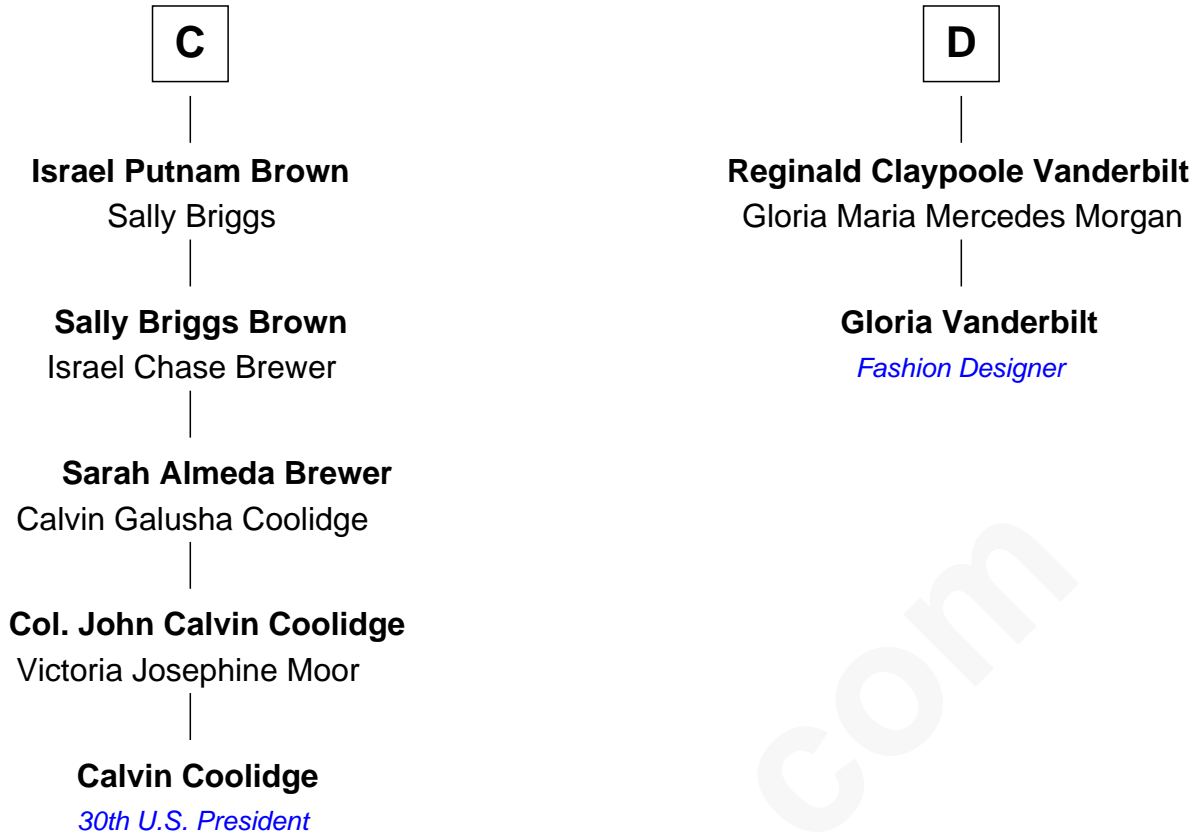 C
Israel Putnam Brown
Sally Briggs
Sally Briggs Brown
Israel Chase Brewer
Sarah Almeda Brewer
Calvin Galusha Coolidge
Col. John Calvin Coolidge
Victoria Josephine Moor
Calvin Coolidge
30th U.S. President
D
Reginald Claypoole Vanderbilt
Gloria Maria Mercedes Morgan
Gloria Vanderbilt
Fashion Designer
com